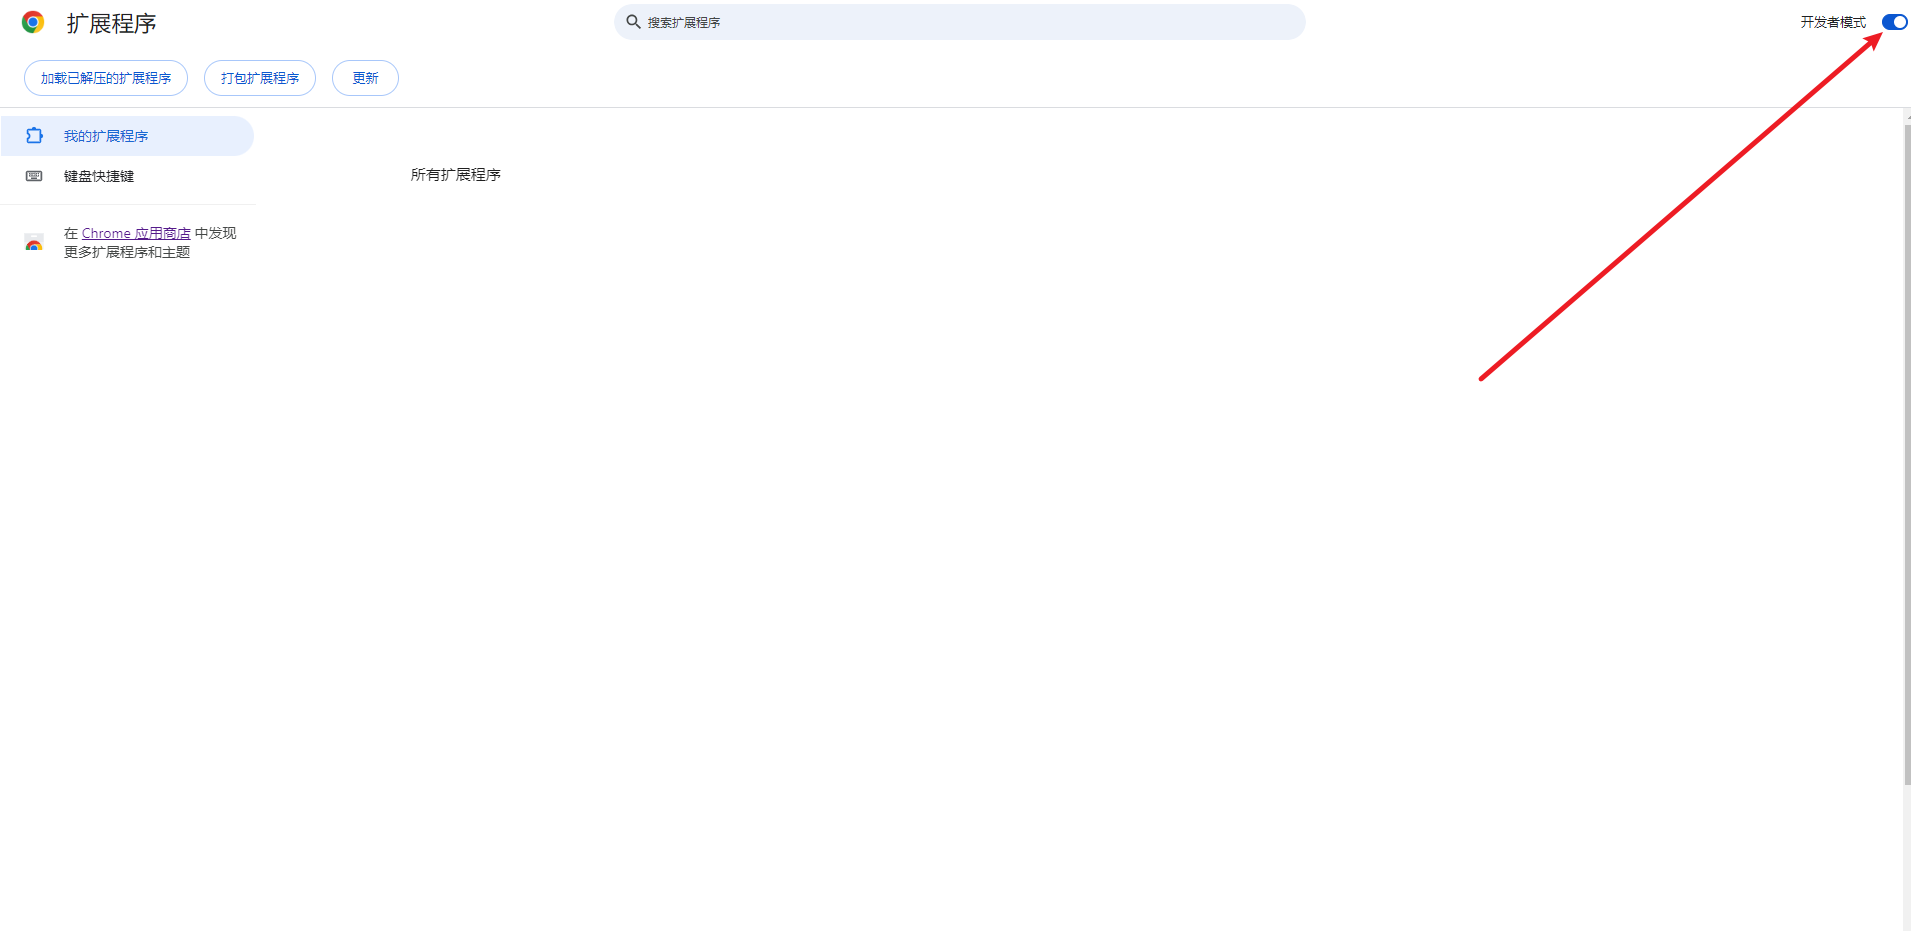 扩展程序
搜索扩展程序
开发者模式
加载已解压的扩展程序
打包扩展程序
更新
我的扩展程序
键盘快捷键
所有扩展程序
在 Chrome 应用商店 中发现
更多扩展程序和主题